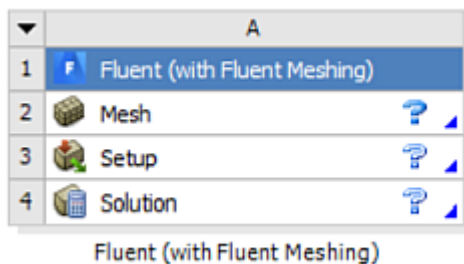 A
1 Fluent (with Fluent Meshing)
2 Mesh ?
3 Setup ?
4 Solution ?
Fluent (with Fluent Meshing)